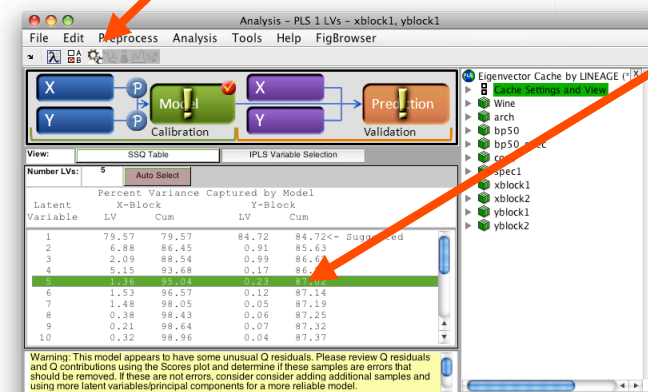 Analysis - PLS 1 LVs - xblock1, yblock1
File Edit Preprocess Analysis Tools Help FigBrowser
X P Model X Prediction
Y P Y
Calibration Validation
View: SSQ Table IPLS Variable Selection
Number LVs: 5 Auto Select
Percent Variance Captured by Model
Latent X-Block Y-Block
Variable LV Cum LV Cum
1 79.57 79.57 84.72 84.72<- Suggested
2 6.88 86.45 0.91 85.63
3 2.09 88.54 0.99
4 5.15 93.68 0.17
5 1.36 95.04 0.23 87.02
6 1.53 96.57 0.12 87.14
7 1.48 98.05 0.05 87.19
8 0.38 98.43 0.06 87.25
9 0.21 98.64 0.07 87.32
10 0.32 98.96 0.04 87.37
Warning: This model appears to have some unusual Q residuals. Please review Q residuals
and Q contributions using the Scores plot and determine if these samples are errors that
should be removed. If these are not errors, consider consider adding additional samples and
using more latent variables/principal components for a more reliable model.
Eigenvector Cache by LINEAGE (*
Cache Settings and View
Wine
arch
bp50
bp50_spec
spec1
xblock1
xblock2
yblock1
yblock2